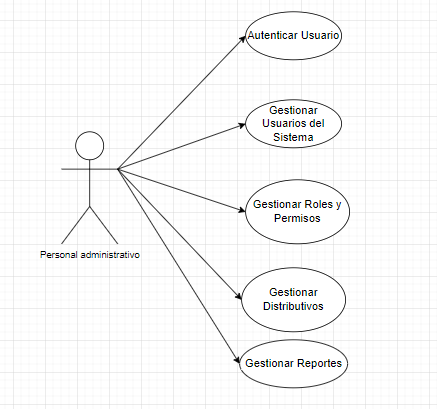 Autenticar Usuario
Gestionar
Usuarios del
Sistema
Gestionar Roles y
Permisos
Personal administrativo
Gestionar
Distributivos
Gestionar Reportes